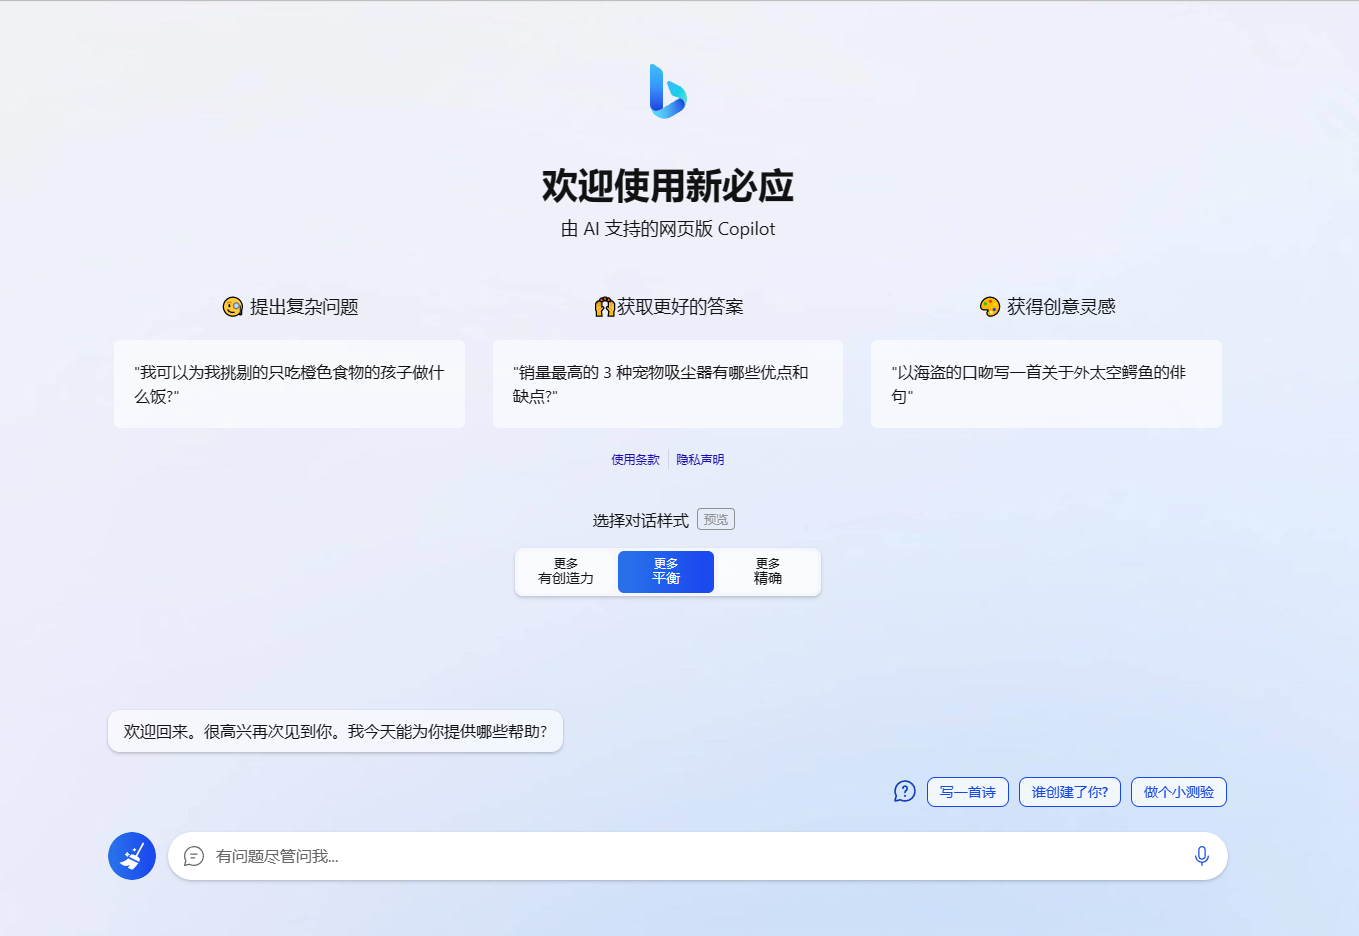 欢迎使用新必应
由 AI 支持的网页版 Copilot
提出复杂问题
获取更好的答案
获得创意灵感
"我可以为我挑剔的只吃橙色食物的孩子做什
么饭?"
"销量最高的 3 种宠物吸尘器有哪些优点和
缺点?"
"以海盗的口吻写一首关于外太空鳄鱼的俳
句"
使用条款 隐私声明
选择对话样式 预览
更多
有创造力
更多
平衡
更多
精确
欢迎回来。很高兴再次见到你。我今天能为你提供哪些帮助?
写一首诗 谁创建了你? 做个小测验
有问题尽管问我...